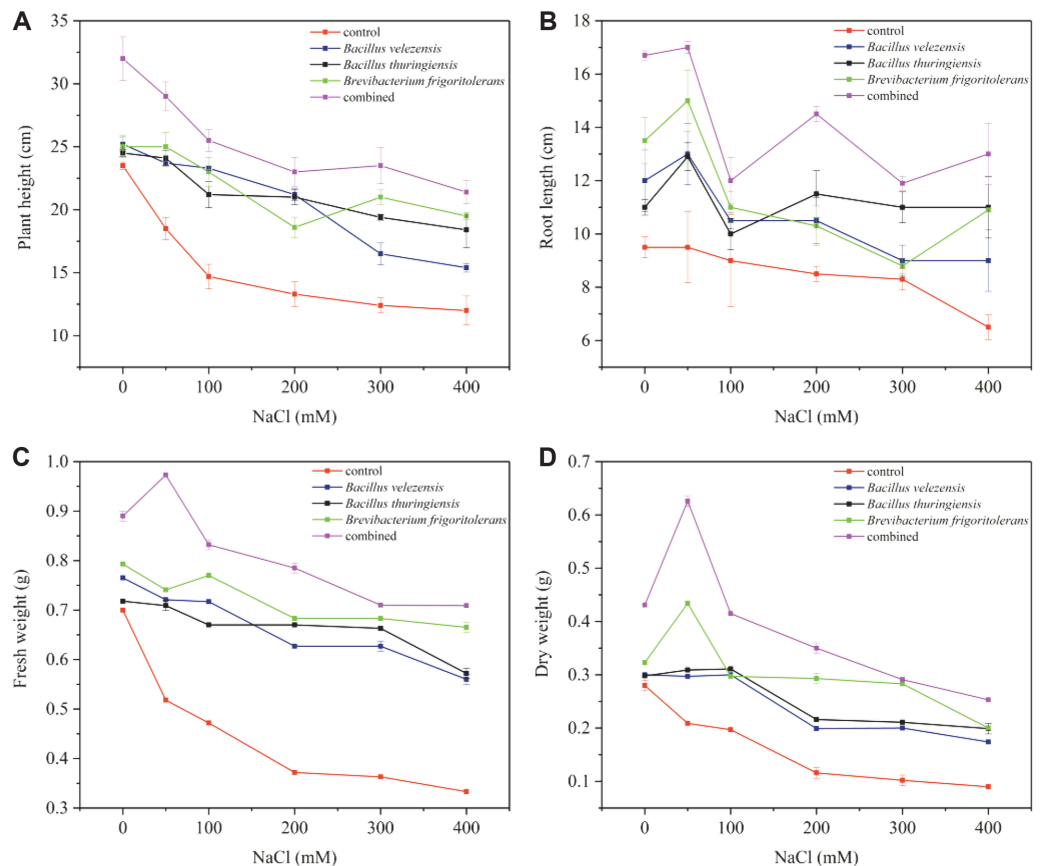 A
35
30
25
20
15
10
Plant height (cm)
control
Bacillus velezensis
Bacillus thuringiensis
Brevibacterium frigoritolerans
combined
0 100 200 300 400
NaCl (mM)
B
18
16
14
12
10
8
6
Root length (cm)
control
Bacillus velezensis
Bacillus thuringiensis
Brevibacterium frigoritolerans
combined
0 100 200 300 400
NaCl (mM)
C
1.0
0.9
0.8
0.7
0.6
0.5
0.4
0.3
Fresh weight (g)
control
Bacillus velezensis
Bacillus thuringiensis
Brevibacterium frigoritolerans
combined
0 100 200 300 400
NaCl (mM)
D
0.7
0.6
0.5
0.4
0.3
0.2
0.1
Dry weight (g)
control
Bacillus velezensis
Bacillus thuringiensis
Brevibacterium frigoritolerans
combined
0 100 200 300 400
NaCl (mM)